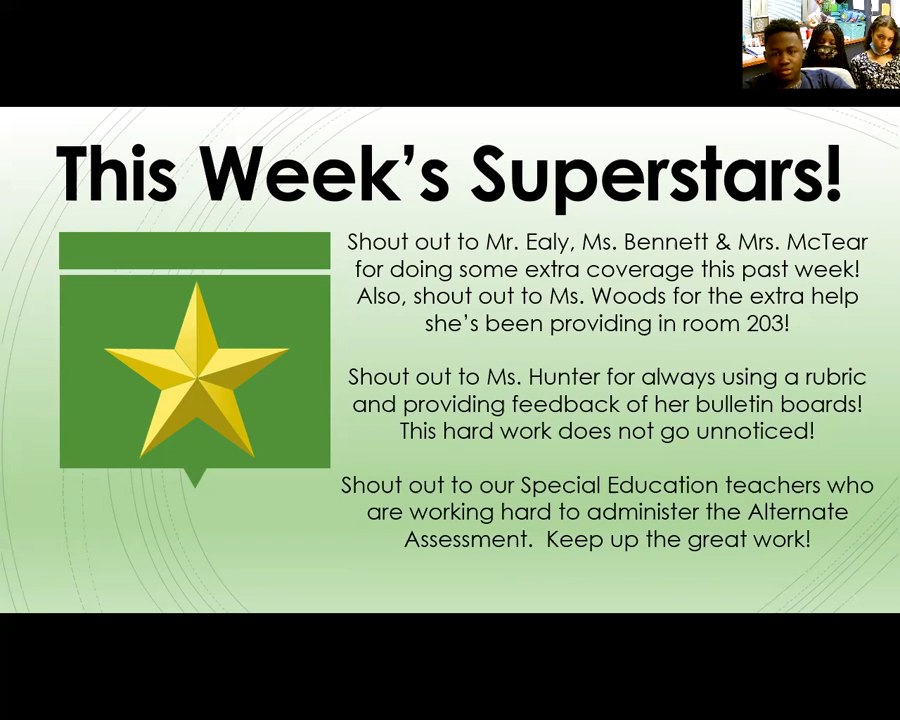 This Week's Superstars!
Shout out to Mr. Ealy, Ms. Bennett & Mrs. McTear
for doing some extra coverage this past week!
Also, shout out to Ms. Woods for the extra help
she's been providing in room 203!
Shout out to Ms. Hunter for always using a rubric
and providing feedback of her bulletin boards!
This hard work does not go unnoticed!
Shout out to our Special Education teachers who
are working hard to administer the Alternate
Assessment.  Keep up the great work!